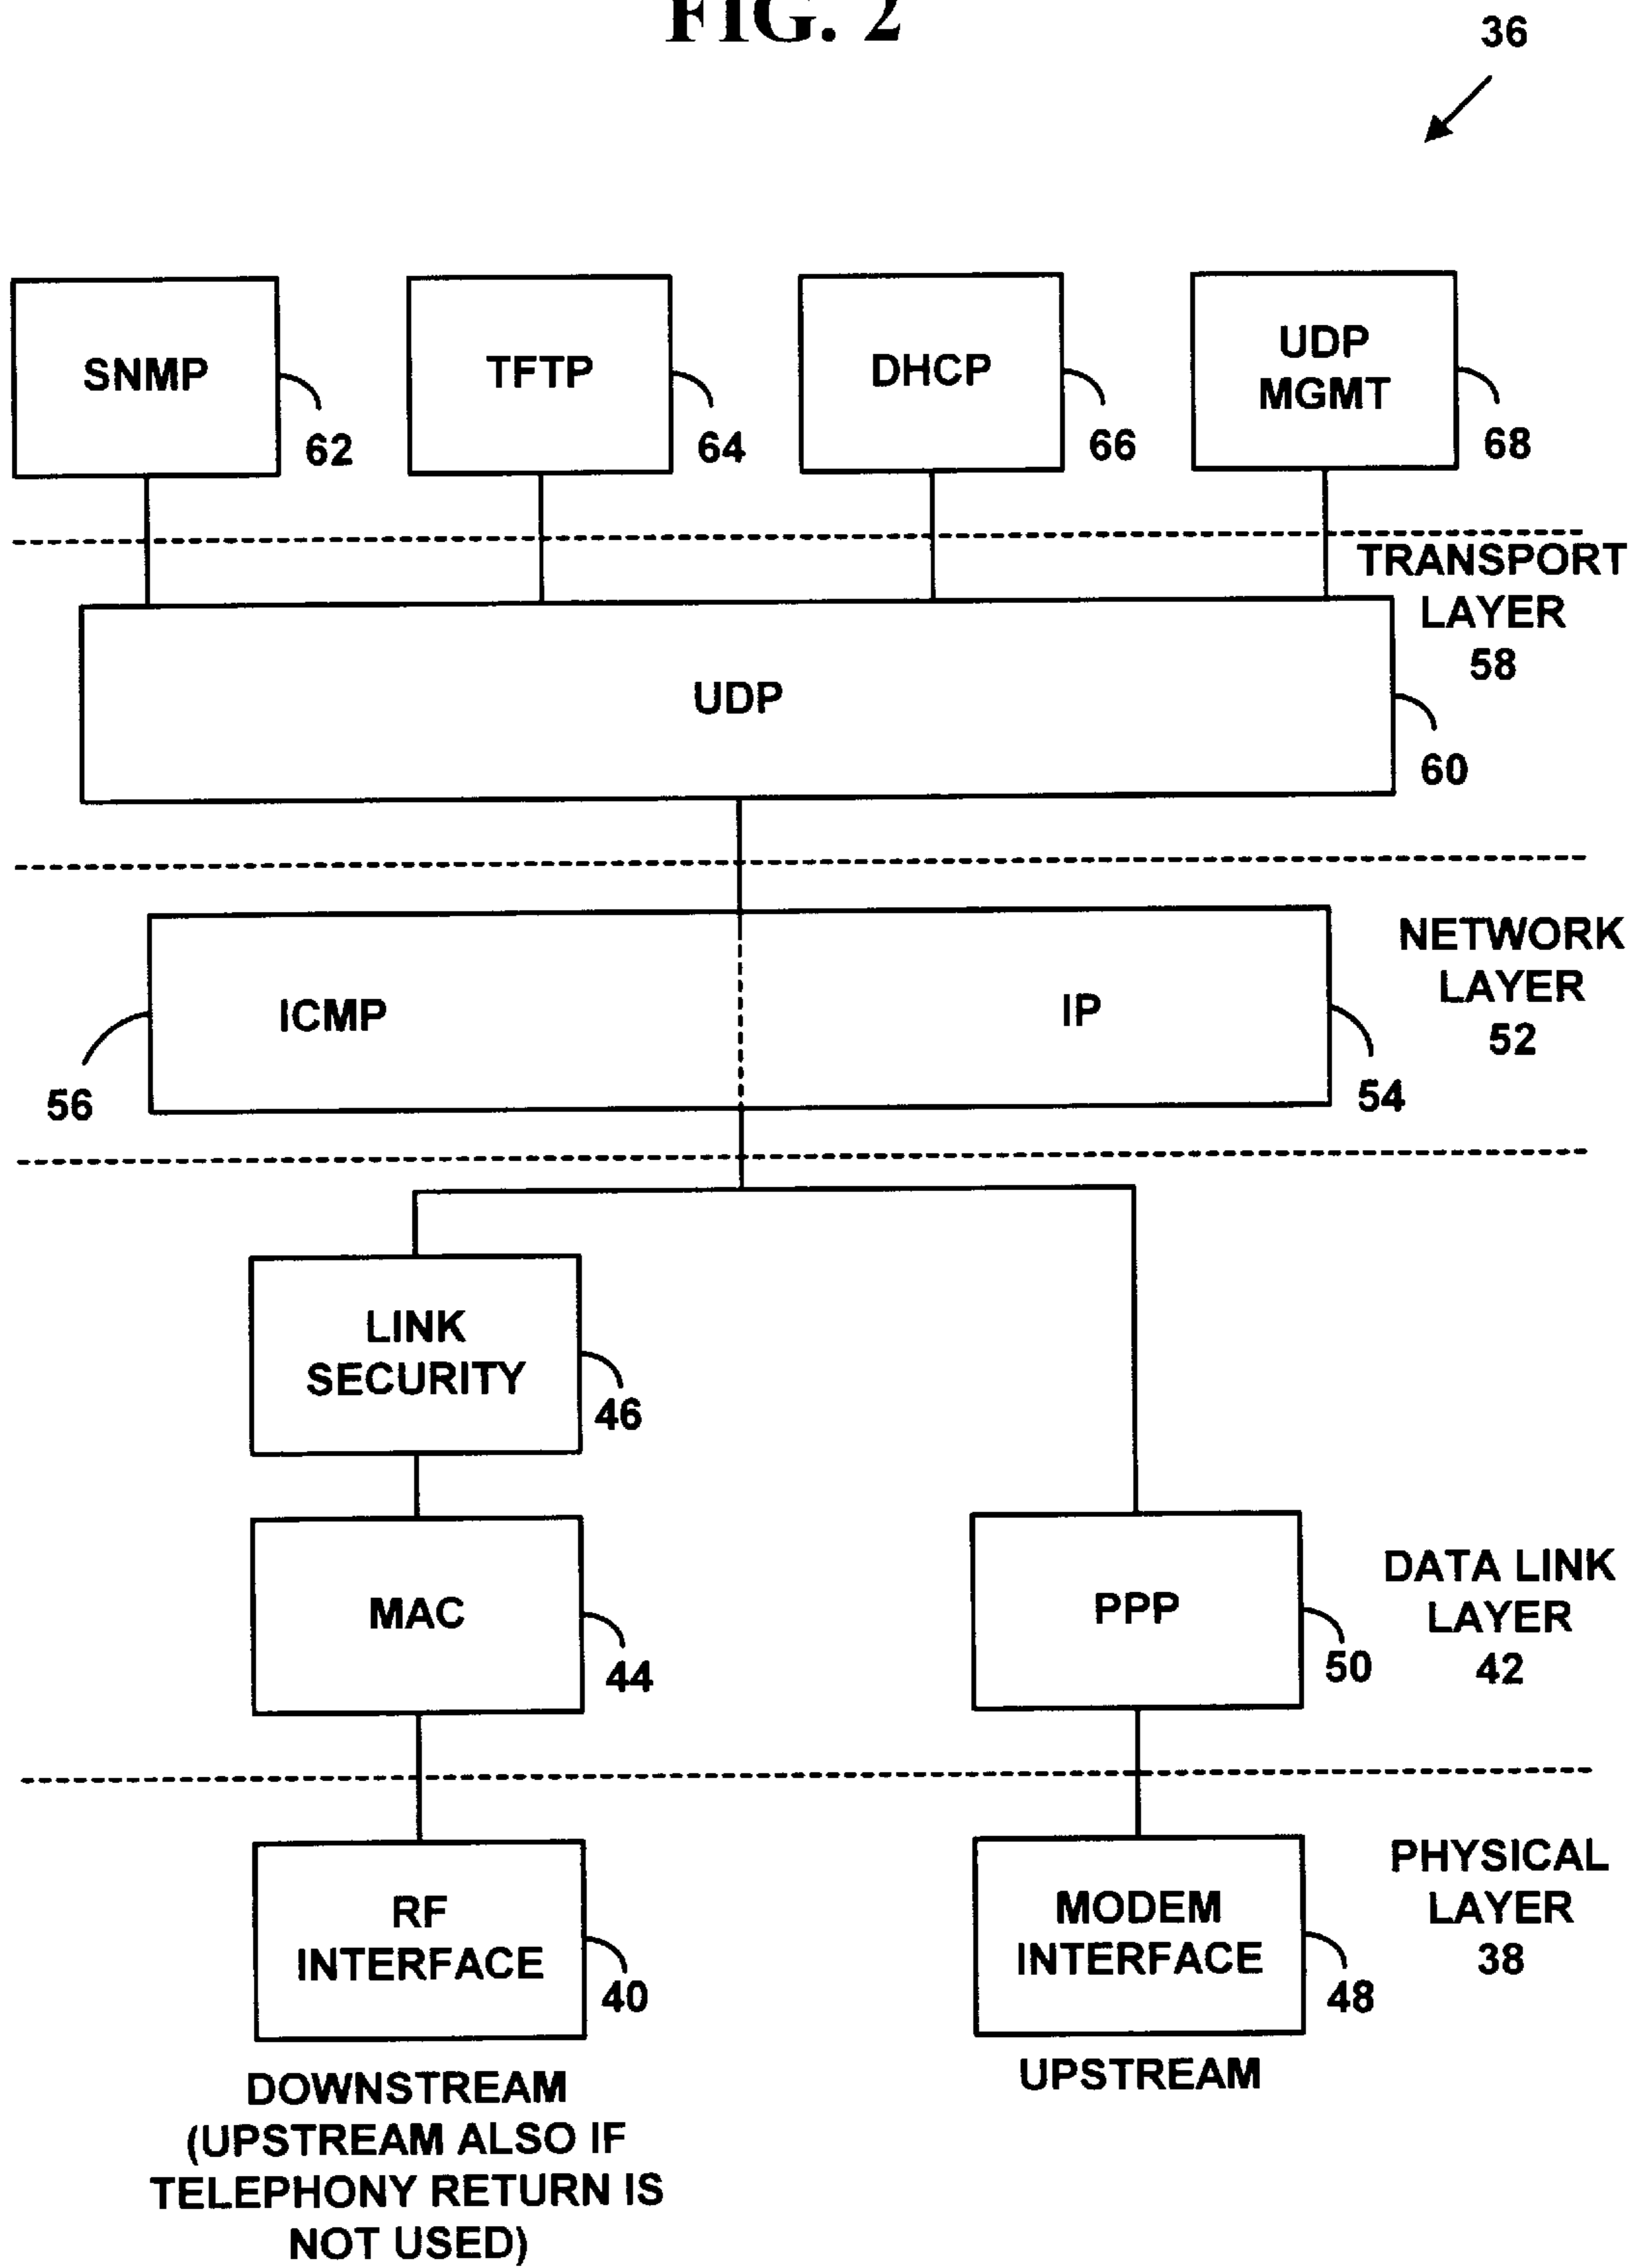 FIG. 2
36
SNMP
62
TFTP
64
DHCP
66
UDP
MGMT
68
TRANSPORT
LAYER
58
UDP
60
NETWORK
LAYER
52
ICMP
56
IP
54
LINK
SECURITY
46
MAC
44
PPP
50
DATA LINK
LAYER
42
RF
INTERFACE
40
MODEM
INTERFACE
48
PHYSICAL
LAYER
38
DOWNSTREAM
(UPSTREAM ALSO IF
TELEPHONY RETURN IS
NOT USED)
UPSTREAM